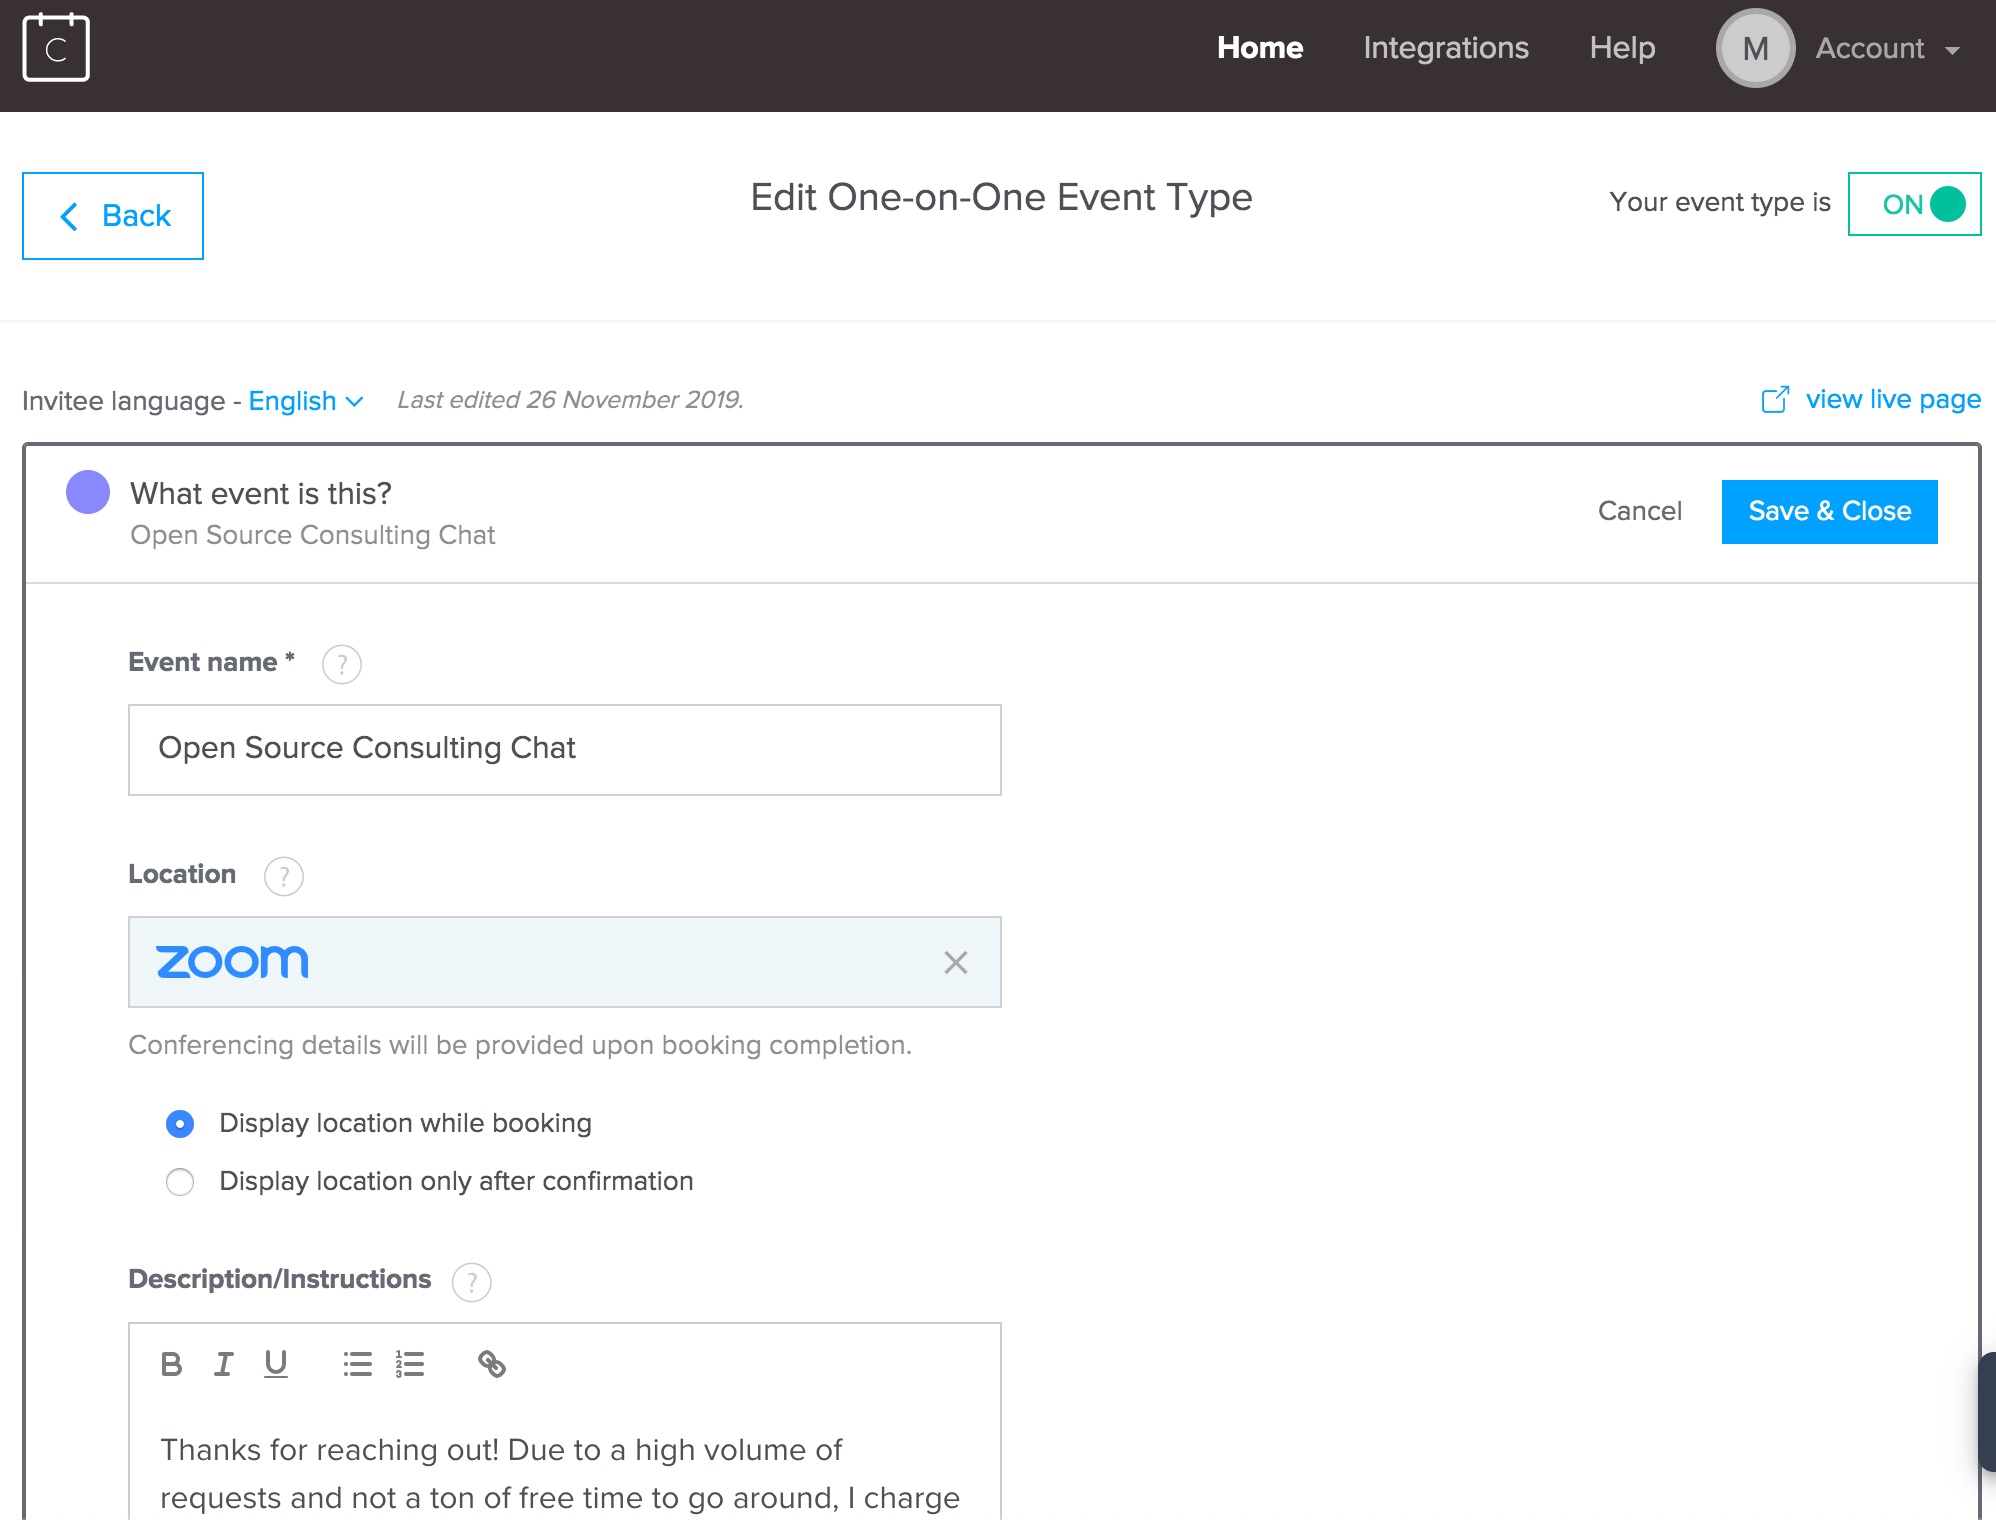 C
Home Integrations Help M Account
Back
Edit One-on-One Event Type
Your event type is ON
Invitee language - English Last edited 26 November 2019.
view live page
What event is this?
Open Source Consulting Chat
Cancel Save & Close
Event name * ?
Open Source Consulting Chat
Location ?
zoom
Conferencing details will be provided upon booking completion.
Display location while booking
Display location only after confirmation
Description/Instructions ?
B I U
Thanks for reaching out! Due to a high volume of
requests and not a ton of free time to go around, I charge